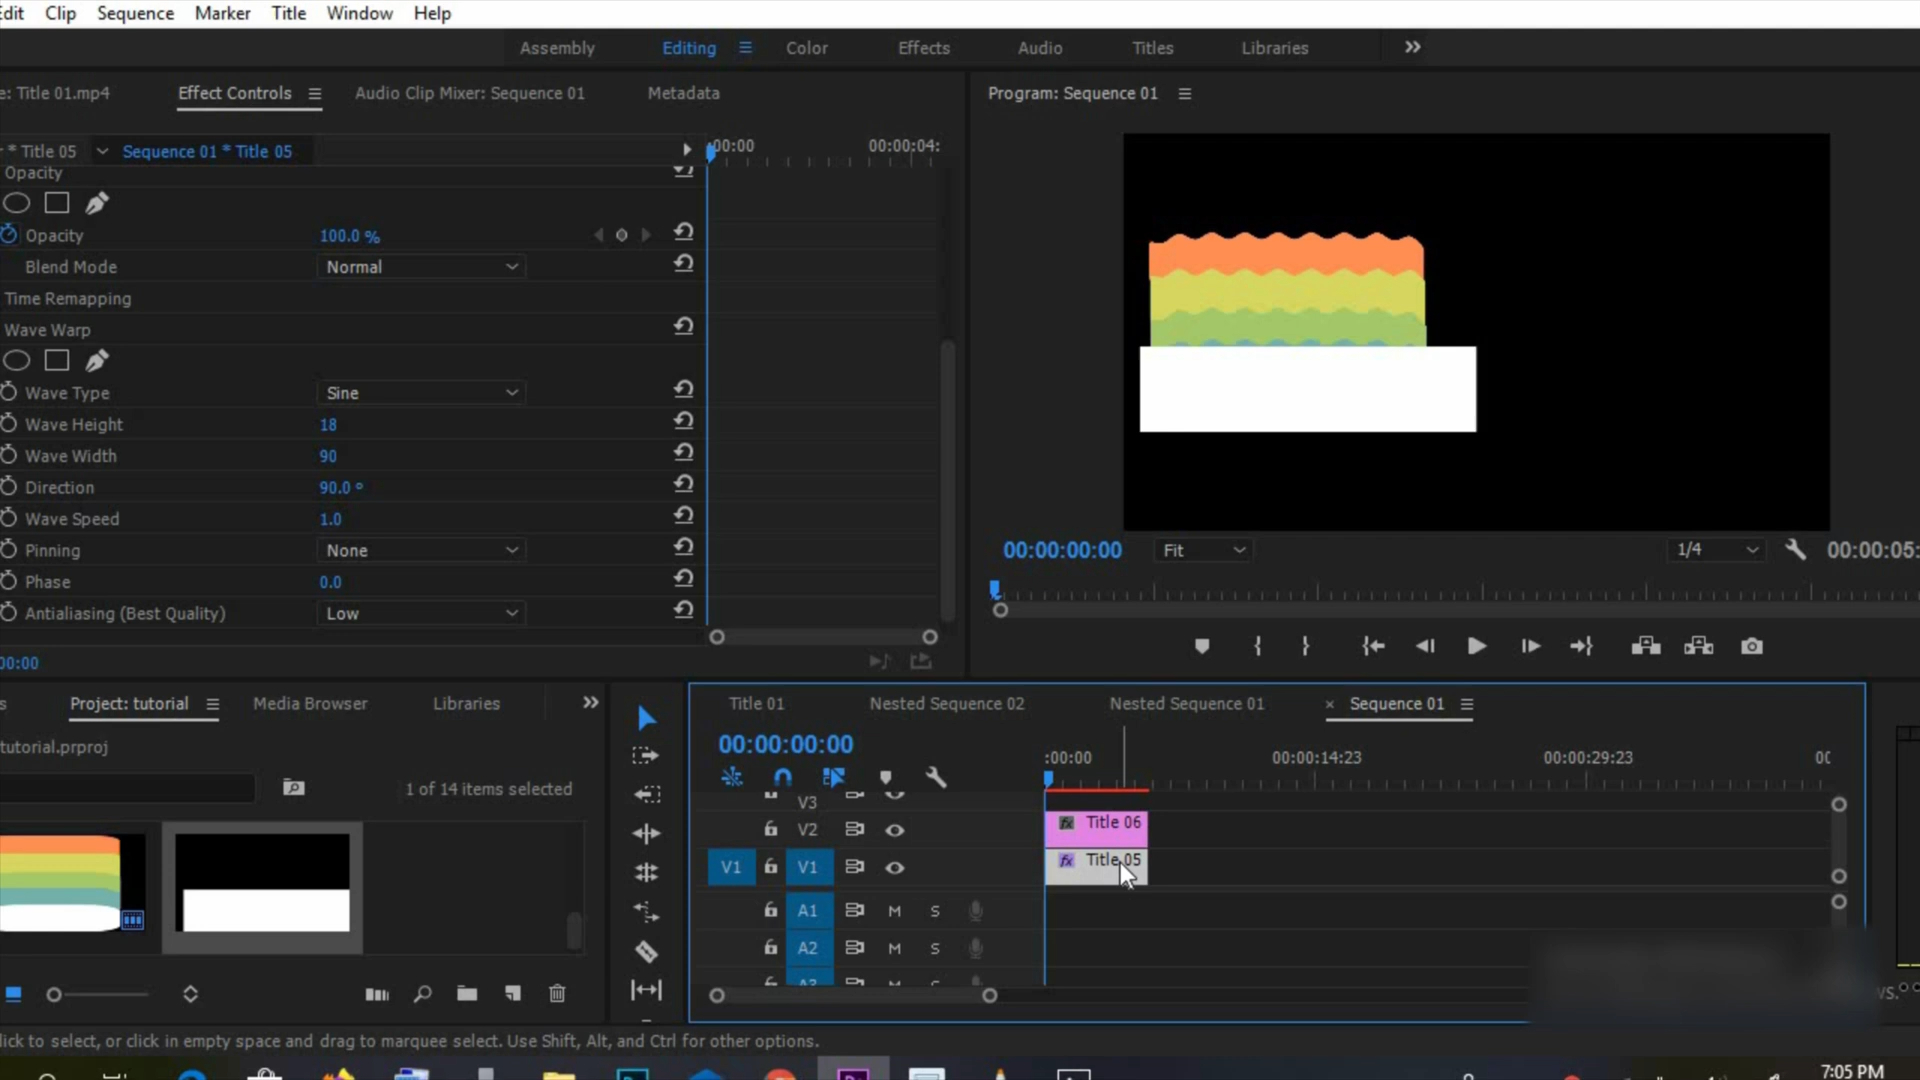 Edit Clip Sequence Marker Title Window Help
Assembly Editing Color Effects Audio Titles Libraries
e: Title 01.mp4 Effect Controls Audio Clip Mixer: Sequence 01 Metadata
Program: Sequence 01
* Title 05 Sequence 01 * Title 05
:00:00 00:00:04:
Opacity
Opacity 100.0 %
Blend Mode Normal
Time Remapping
Wave Warp
Wave Type Sine
Wave Height 18
Wave Width 90
Direction 90.0 °
Wave Speed 1.0
Pinning None
Phase 0.0
Antialiasing (Best Quality) Low
00:00
00:00:00:00 Fit 1/4 00:00:05:
Project: tutorial Media Browser Libraries
tutorial.prproj
1 of 14 items selected
Title 01 Nested Sequence 02 Nested Sequence 01 × Sequence 01
00:00:00:00
:00:00 00:00:14:23 00:00:29:23 00
V3
V2
fx Title 06
V1 V1
fx Title 05
A1 M S
A2 M S
A3
lick to select, or click in empty space and drag to marquee select. Use Shift, Alt, and Ctrl for other options.
7:05 PM